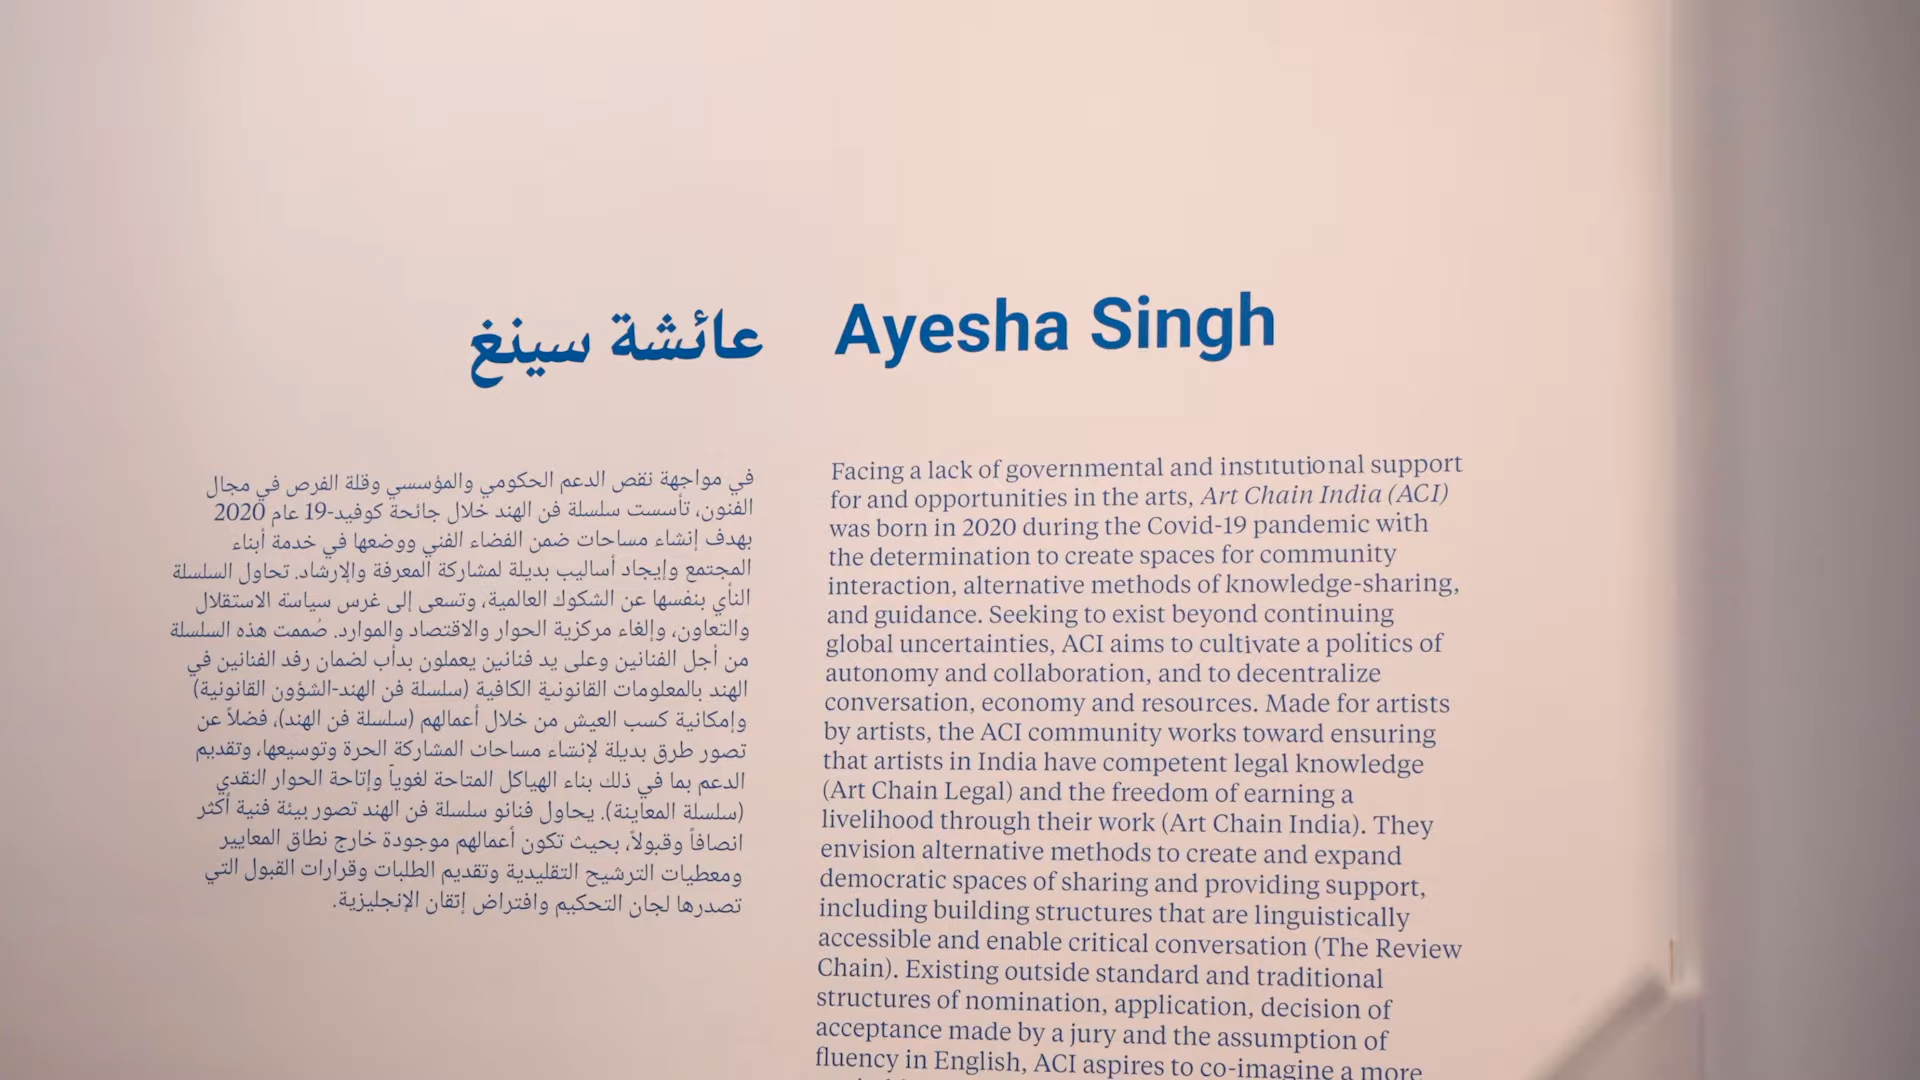 عائشة سينغ
في مواجهة نقص الدعم الحكومي والمؤسسي وقلة الفرص في مجال
الفنون، تأسست سلسلة فن الهند خلال جائحة كوفيد-19 عام 2020
بهدف إنشاء مساحات ضمن الفضاء الفني ووضعها في خدمة أبناء
المجتمع وإيجاد أساليب بديلة لمشاركة المعرفة والإرشاد. تحاول السلسلة
النأي بنفسها عن الشكوك العالمية، وتسعى إلى غرس سياسة الاستقلال
والتعاون، وإلغاء مركزية الحوار والاقتصاد والموارد. صُممت هذه السلسلة
من أجل الفنانين وعلى يد فنانين يعملون بدأب لضمان رفد الفنانين في
الهند بالمعلومات القانونية الكافية (سلسلة فن الهند-الشؤون القانونية)
وإمكانية كسب العيش من خلال أعمالهم (سلسلة فن الهند)، فضلاً عن
تصور طرق بديلة لإنشاء مساحات المشاركة الحرة وتوسيعها، وتقديم
الدعم بما في ذلك بناء الهياكل المتاحة لغوياً وإتاحة الحوار النقدي
(سلسلة المعاينة). يحاول فنانو سلسلة فن الهند تصور بيئة فنية أكثر
انصافاً وقبولاً، بحيث تكون أعمالهم موجودة خارج نطاق المعايير
ومعطيات الترشيح التقليدية وتقديم الطلبات وقرارات القبول التي
تصدرها لجان التحكيم وافتراض إتقان الإنجليزية.
Ayesha Singh
Facing a lack of governmental and institutional support
for and opportunities in the arts, Art Chain India (ACI)
was born in 2020 during the Covid-19 pandemic with
the determination to create spaces for community
interaction, alternative methods of knowledge-sharing,
and guidance. Seeking to exist beyond continuing
global uncertainties, ACI aims to cultivate a politics of
autonomy and collaboration, and to decentralize
conversation, economy and resources. Made for artists
by artists, the ACI community works toward ensuring
that artists in India have competent legal knowledge
(Art Chain Legal) and the freedom of earning a
livelihood through their work (Art Chain India). They
envision alternative methods to create and expand
democratic spaces of sharing and providing support,
including building structures that are linguistically
accessible and enable critical conversation (The Review
Chain). Existing outside standard and traditional
structures of nomination, application, decision of
acceptance made by a jury and the assumption of
fluency in English, ACI aspires to co-imagine a more